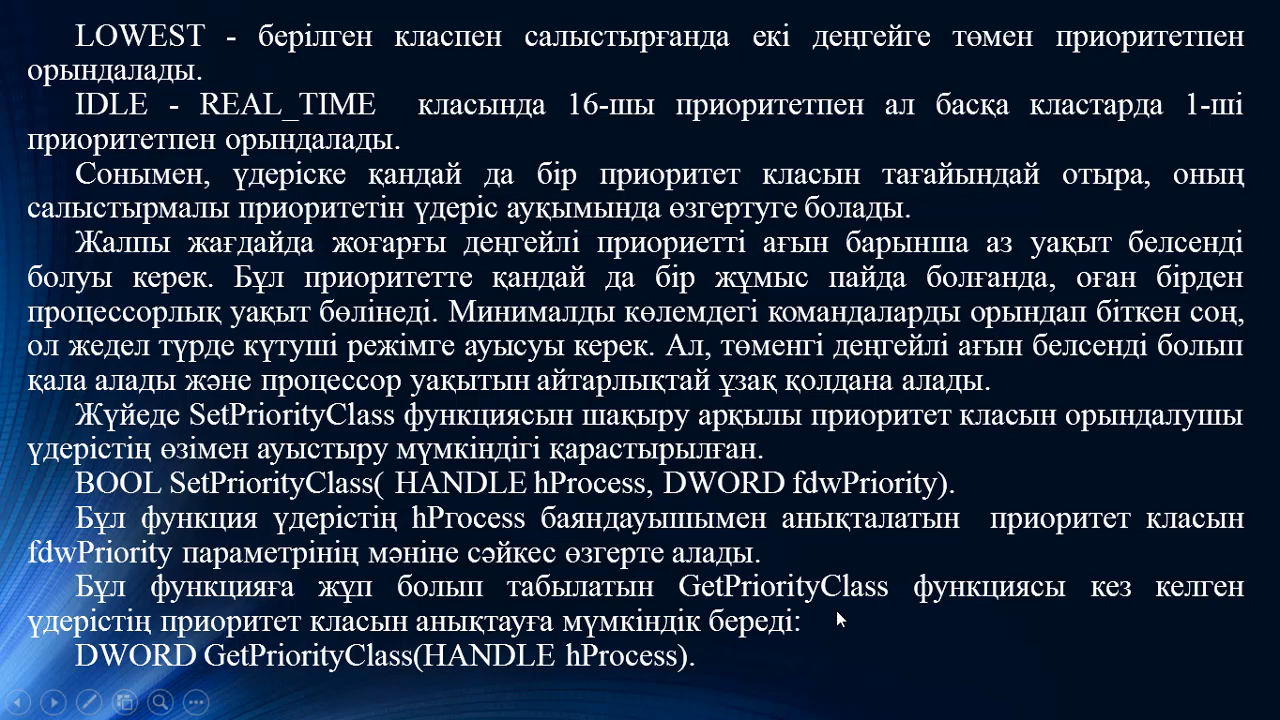 LOWEST - берілген класпен салыстырғанда екі деңгейге төмен приоритетпен
орындалады.
IDLE - REAL_TIME класында 16-шы приоритетпен ал басқа кластарда 1-ші
приоритетпен орындалады.
Сонымен, үдеріске қандай да бір приоритет класын тағайындай отыра, оның
салыстырмалы приоритетін үдеріс ауқымында өзгертуге болады.
Жалпы жағдайда жоғарғы деңгейлі приориетті ағын барынша аз уақыт белсенді
болуы керек. Бұл приоритетте қандай да бір жұмыс пайда болғанда, оған бірден
процессорлық уақыт бөлінеді. Минималды көлемдегі командаларды орындап біткен соң,
ол жедел түрде күтуші режімге ауысуы керек. Ал, төменгі деңгейлі ағын белсенді болып
қала алады және процессор уақытын айтарлықтай ұзақ қолдана алады.
Жүйеде SetPriorityClass функциясын шақыру арқылы приоритет класын орындалушы
үдерістің өзімен ауыстыру мүмкіндігі қарастырылған.
BOOL SetPriorityClass( HANDLE hProcess, DWORD fdwPriority).
Бұл функция үдерістің hProcess баяндауышымен анықталатын приоритет класын
fdwPriority параметрінің мәніне сәйкес өзгерте алады.
Бұл функцияға жұп болып табылатын GetPriorityClass функциясы кез келген
үдерістің приоритет класын анықтауға мүмкіндік береді:
DWORD GetPriorityClass(HANDLE hProcess).